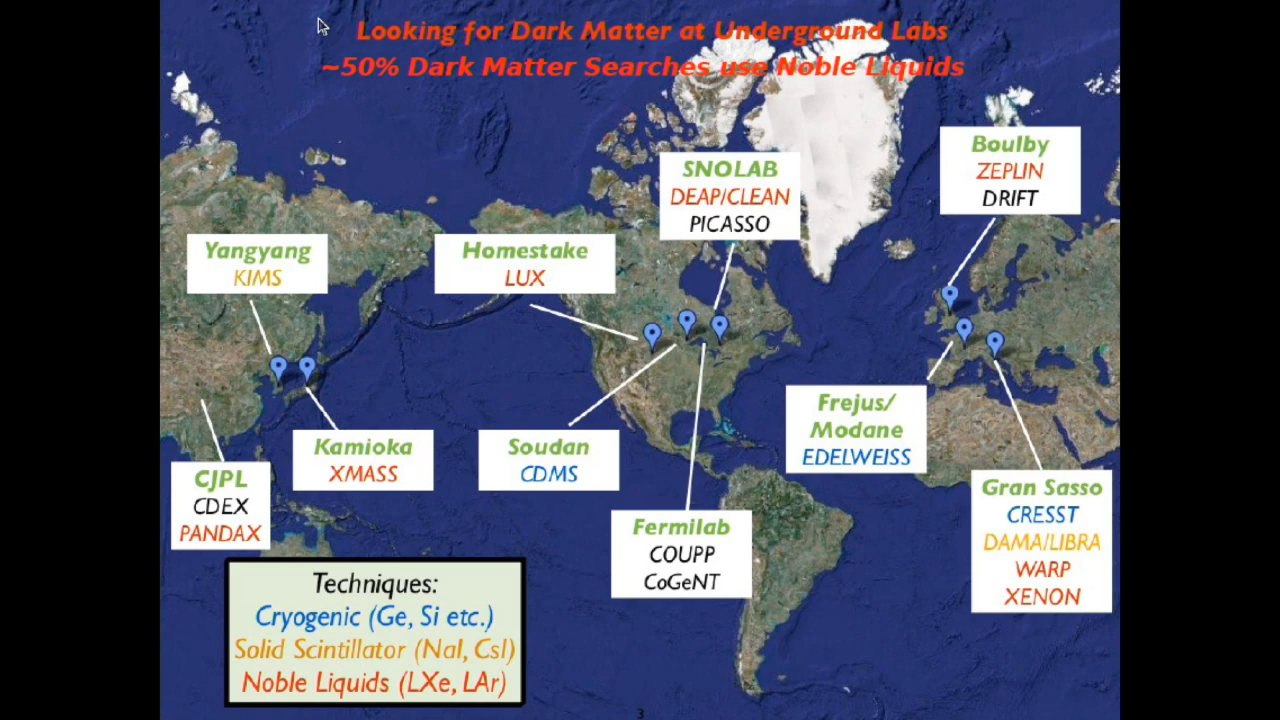 Looking for Dark Matter at Underground Labs
~50% Dark Matter Searches use Noble Liquids
Boulby
ZEPLIN
DRIFT
SNOLAB
DEAP/CLEAN
PICASSO
Yangyang
KIMS
Homestake
LUX
Frejus/
Modane
EDELWEISS
Kamioka
XMASS
Soudan
CDMS
CJPL
CDEX
PANDAX
Gran Sasso
CRESST
DAMA/LIBRA
WARP
XENON
Fermilab
COUPP
CoGeNT
Techniques:
Cryogenic (Ge, Si etc.)
Solid Scintillator (NaI, CsI)
Noble Liquids (LXe, LAr)
3